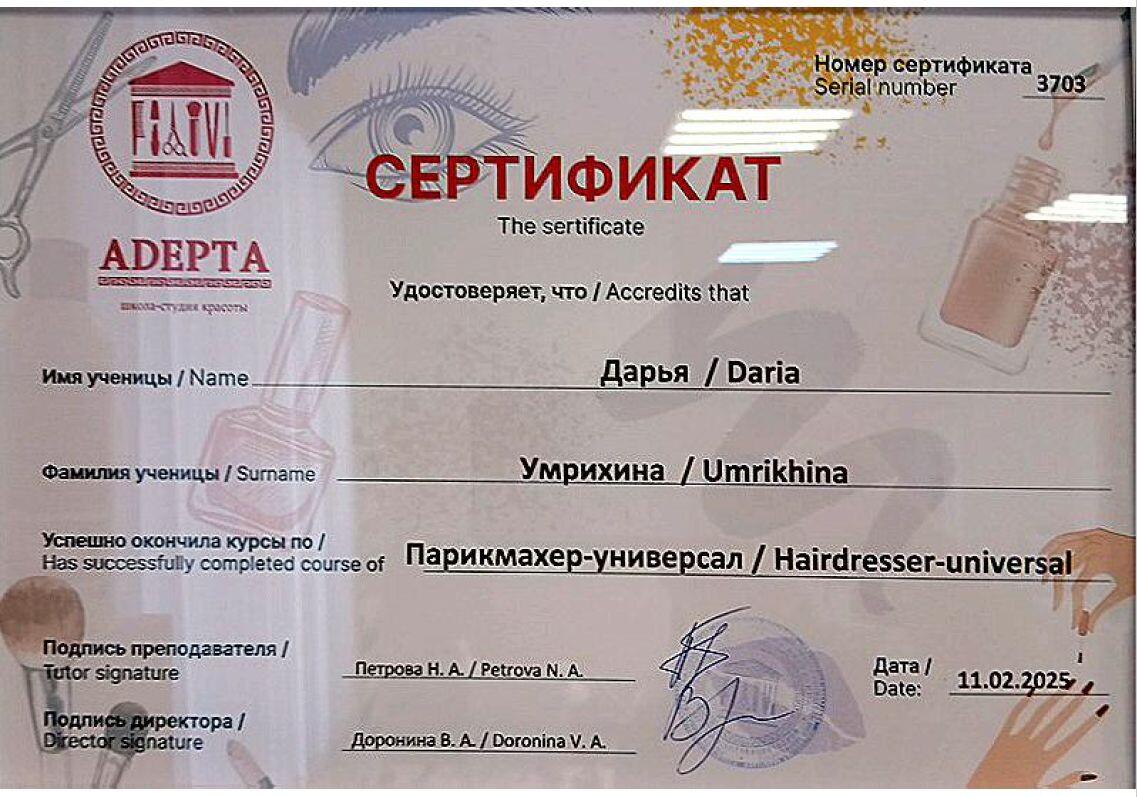 Номер сертификата
Serial number 3703
СЕРТИФИКАТ
The sertificate
ADEPTA
школа-студия красоты
Удостоверяет, что / Accredits that
Имя ученицы / Name Дарья / Daria
Фамилия ученицы / Surname Умрихина / Umrikhina
Успешно окончила курсы по /
Has successfully completed course of Парикмахер-универсал / Hairdresser-universal
Подпись преподавателя /
Tutor signature Петрова Н. А. / Petrova N. A.
Дата /
Date: 11.02.2025
Подпись директора /
Director signature Доронина В. А. / Doronina V. A.